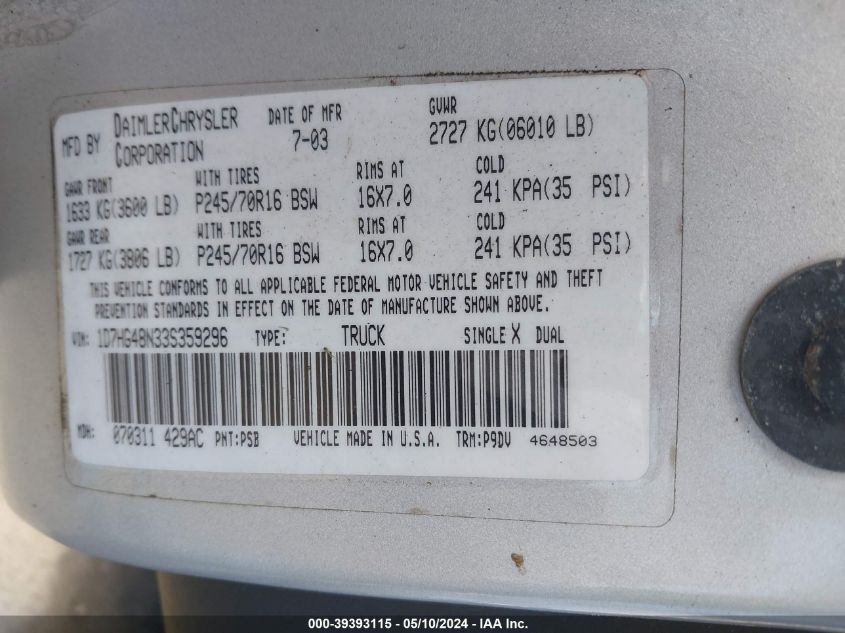 MFD BY DAIMLERCHRYSLER CORPORATION DATE OF MFR 7-03 GVWR 2727 KG(06010 LB)
GAWR FRONT WITH TIRES RIMS AT COLD
1633 KG(3600 LB) P245/70R16 BSW 16X7.0 241 KPA(35 PSI)
GAWR REAR WITH TIRES RIMS AT COLD
1727 KG(3806 LB) P245/70R16 BSW 16X7.0 241 KPA(35 PSI)
THIS VEHICLE CONFORMS TO ALL APPLICABLE FEDERAL MOTOR VEHICLE SAFETY AND THEFT
PREVENTION STANDARDS IN EFFECT ON THE DATE OF MANUFACTURE SHOWN ABOVE.
VIN: 1D7HG48N33S359296 TYPE: TRUCK SINGLE X DUAL
MDH: 070311 429AC PNT:PSB VEHICLE MADE IN U.S.A. TRM:P9DV 4648503
000-39393115 - 05/10/2024 - IAA Inc.